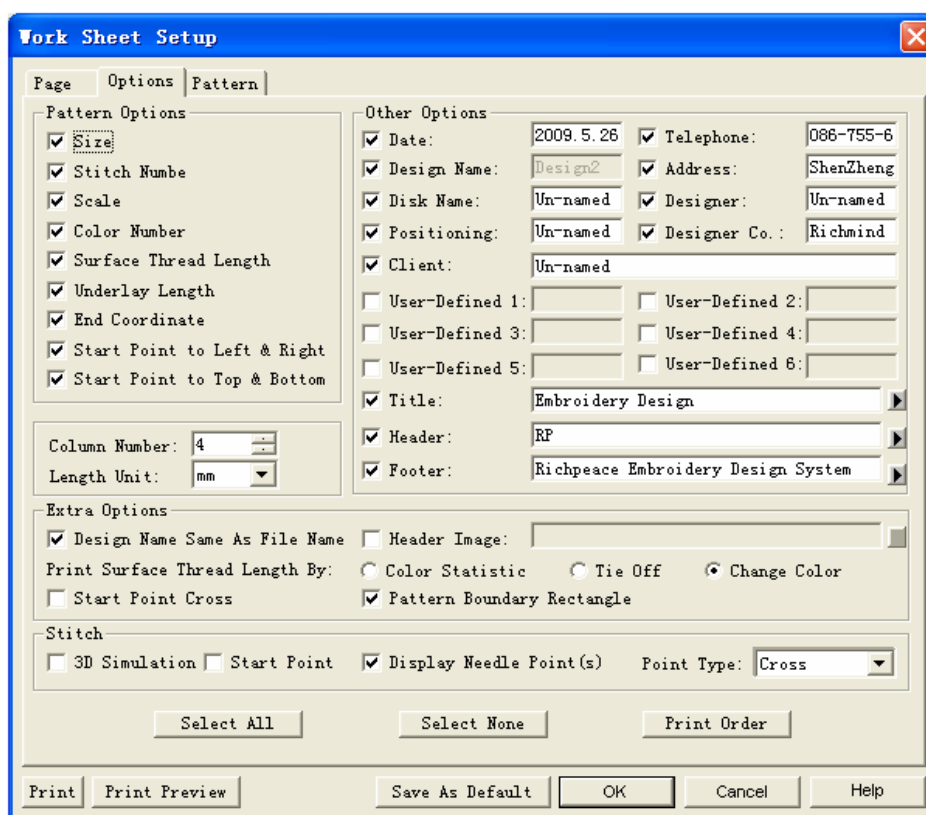 Work Sheet Setup
Page Options Pattern
Pattern Options
Size
Stitch Numbe
Scale
Color Number
Surface Thread Length
Underlay Length
End Coordinate
Start Point to Left & Right
Start Point to Top & Bottom
Column Number: 4
Length Unit: mm
Other Options
Date: 2009.5.26 Telephone: 086-755-6
Design Name: Design2 Address: ShenZheng
Disk Name: Un-named Designer: Un-named
Positioning: Un-named Designer Co.: Richmind
Client: Un-named
User-Defined 1: User-Defined 2:
User-Defined 3: User-Defined 4:
User-Defined 5: User-Defined 6:
Title: Embroidery Design
Header: RP
Footer: Richpeace Embroidery Design System
Extra Options
Design Name Same As File Name Header Image:
Print Surface Thread Length By: Color Statistic Tie Off Change Color
Start Point Cross Pattern Boundary Rectangle
Stitch
3D Simulation Start Point Display Needle Point(s) Point Type: Cross
Select All Select None Print Order
Print Print Preview Save As Default OK Cancel Help